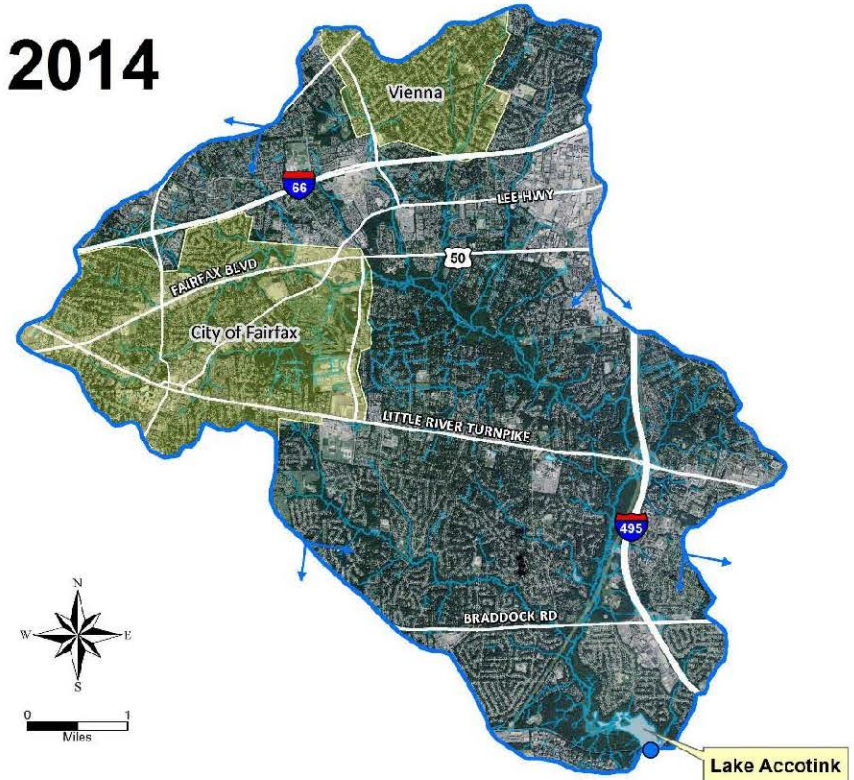 2014
Vienna
66
LEE HWY
50
FAIRFAX BLVD
City of Fairfax
LITTLE RIVER TURNPIKE
495
N
W E
S
BRADDOCK RD
0 1
Miles
Lake Accotink